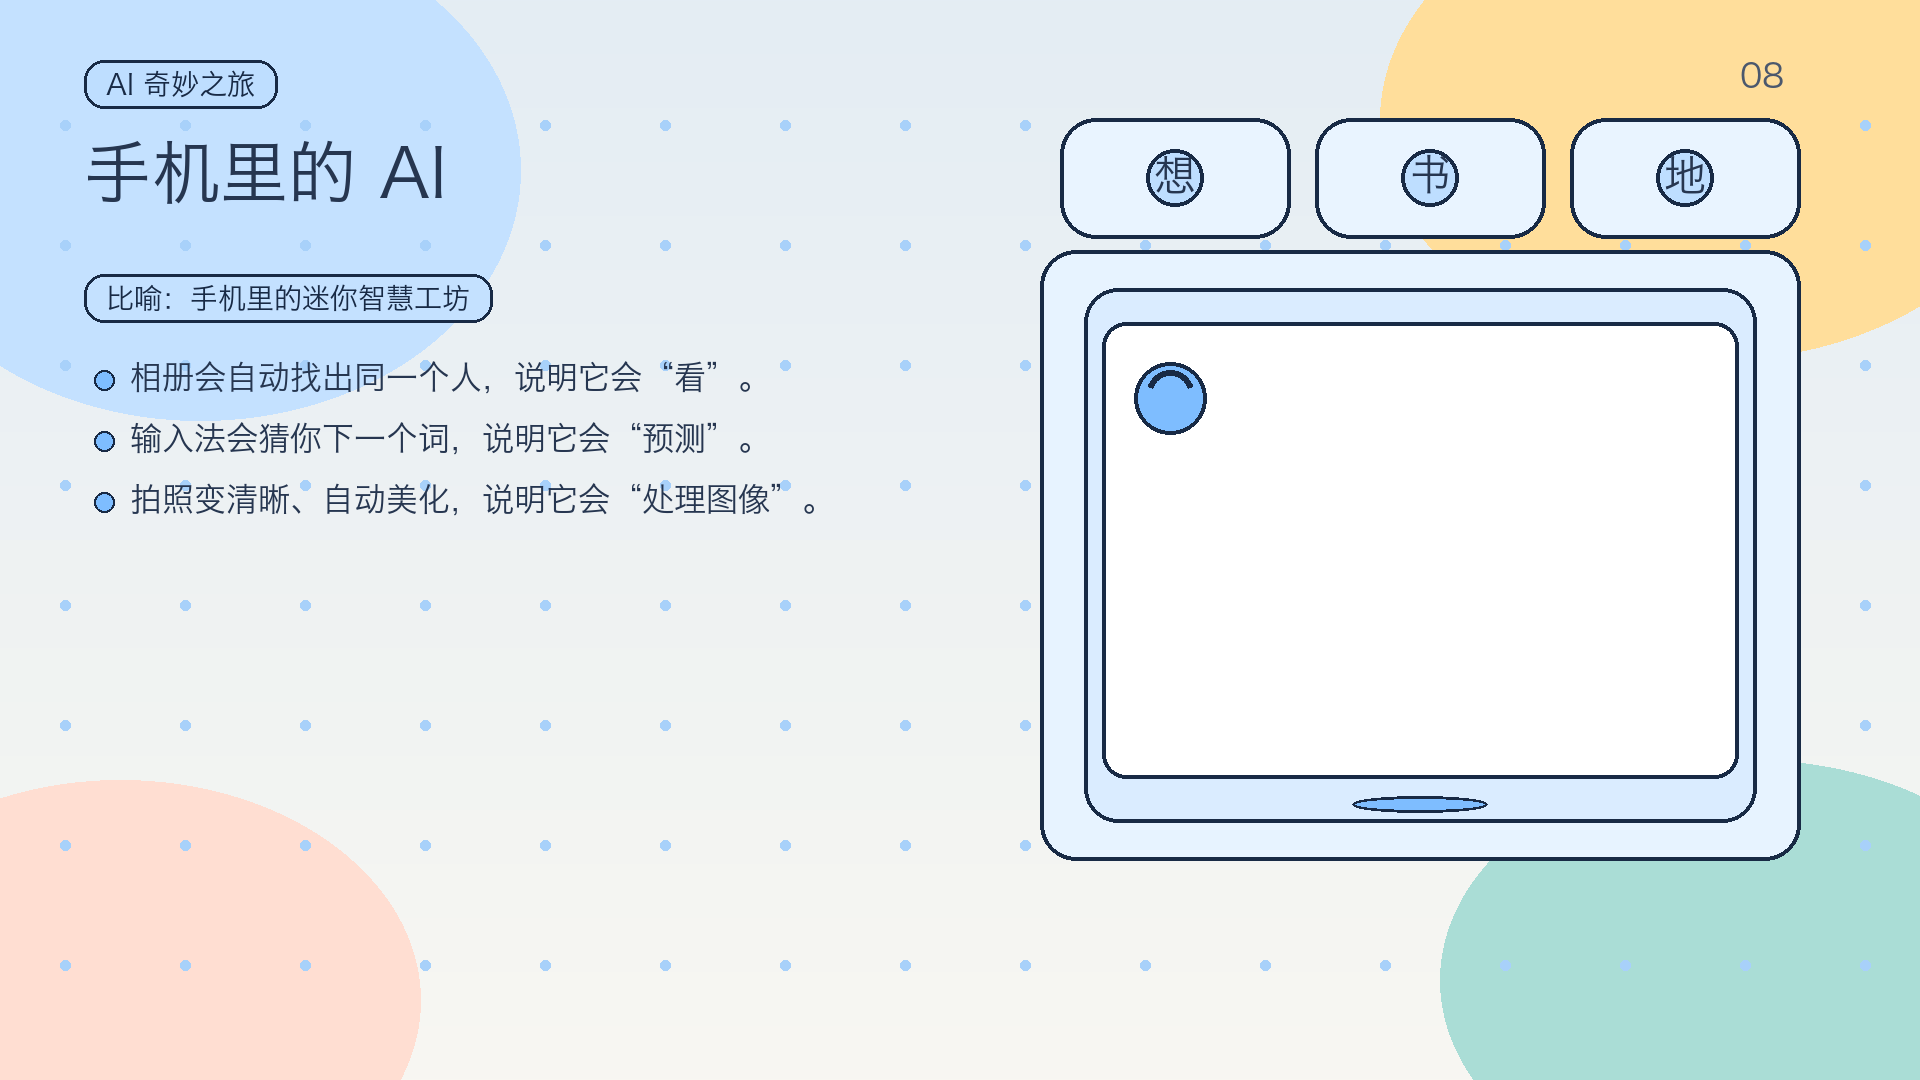 AI 奇妙之旅
08
手机里的 AI
想
书
地
比喻：手机里的迷你智慧工坊
相册会自动找出同一个人，说明它会“看”。
输入法会猜你下一个词，说明它会“预测”。
拍照变清晰、自动美化，说明它会“处理图像”。